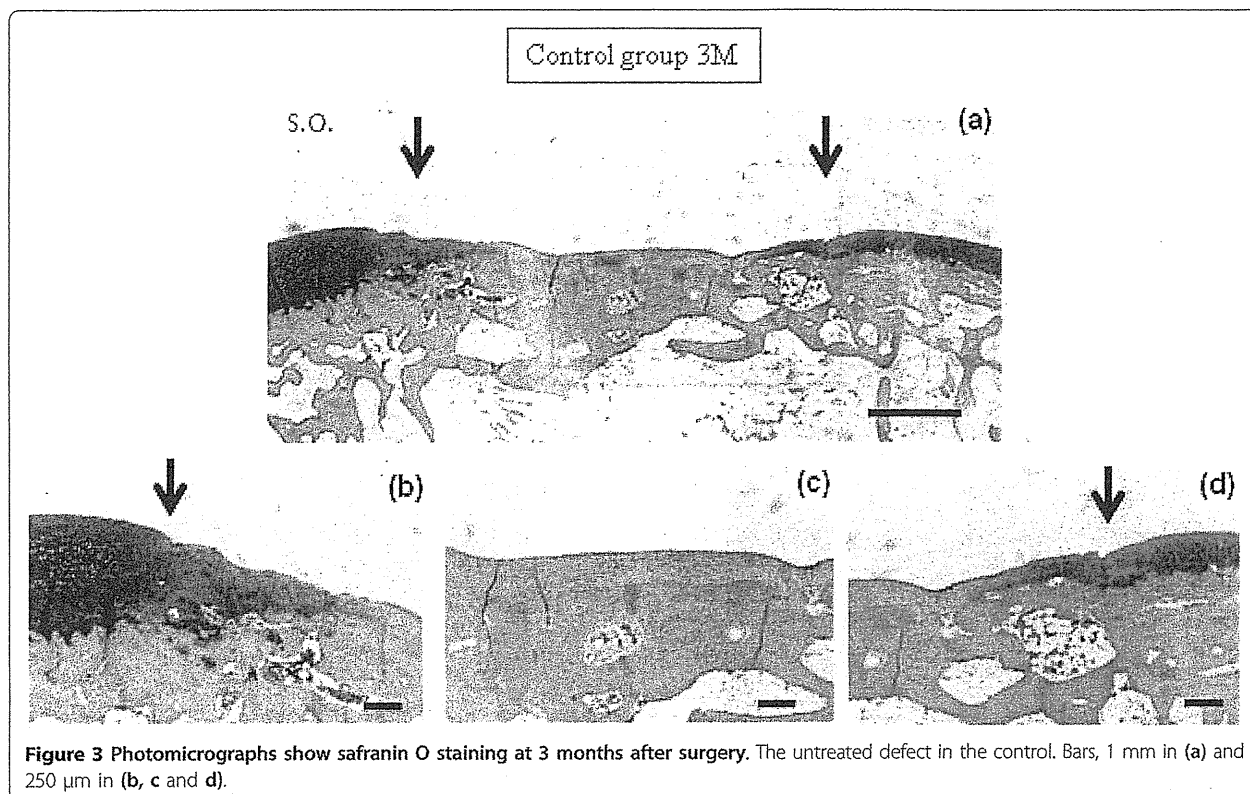 Control group 3M
S.O.
(a)
(b)
(c)
(d)
Figure 3 Photomicrographs show safranin O staining at 3 months after surgery. The untreated defect in the control. Bars, 1 mm in (a) and
250 μm in (b, c and d).